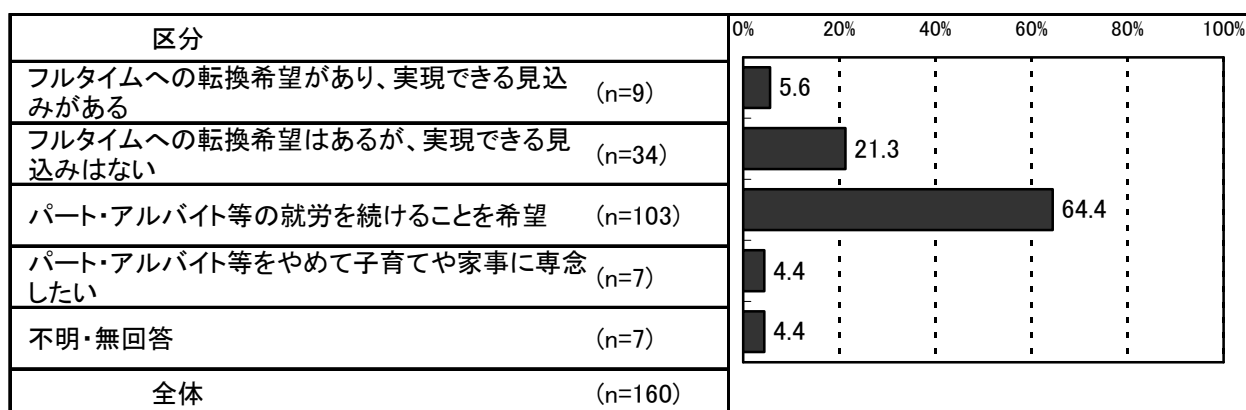 区分
0% 20% 40% 60% 80% 100%
フルタイムへの転換希望があり、実現できる見込
みがある
(n=9)
5.6
フルタイムへの転換希望はあるが、実現できる見
込みはない
(n=34)
21.3
パート・アルバイト等の就労を続けることを希望 (n=103)
64.4
パート・アルバイト等をやめて子育てや家事に専念
したい
(n=7)
4.4
不明・無回答 (n=7)
4.4
全体 (n=160)